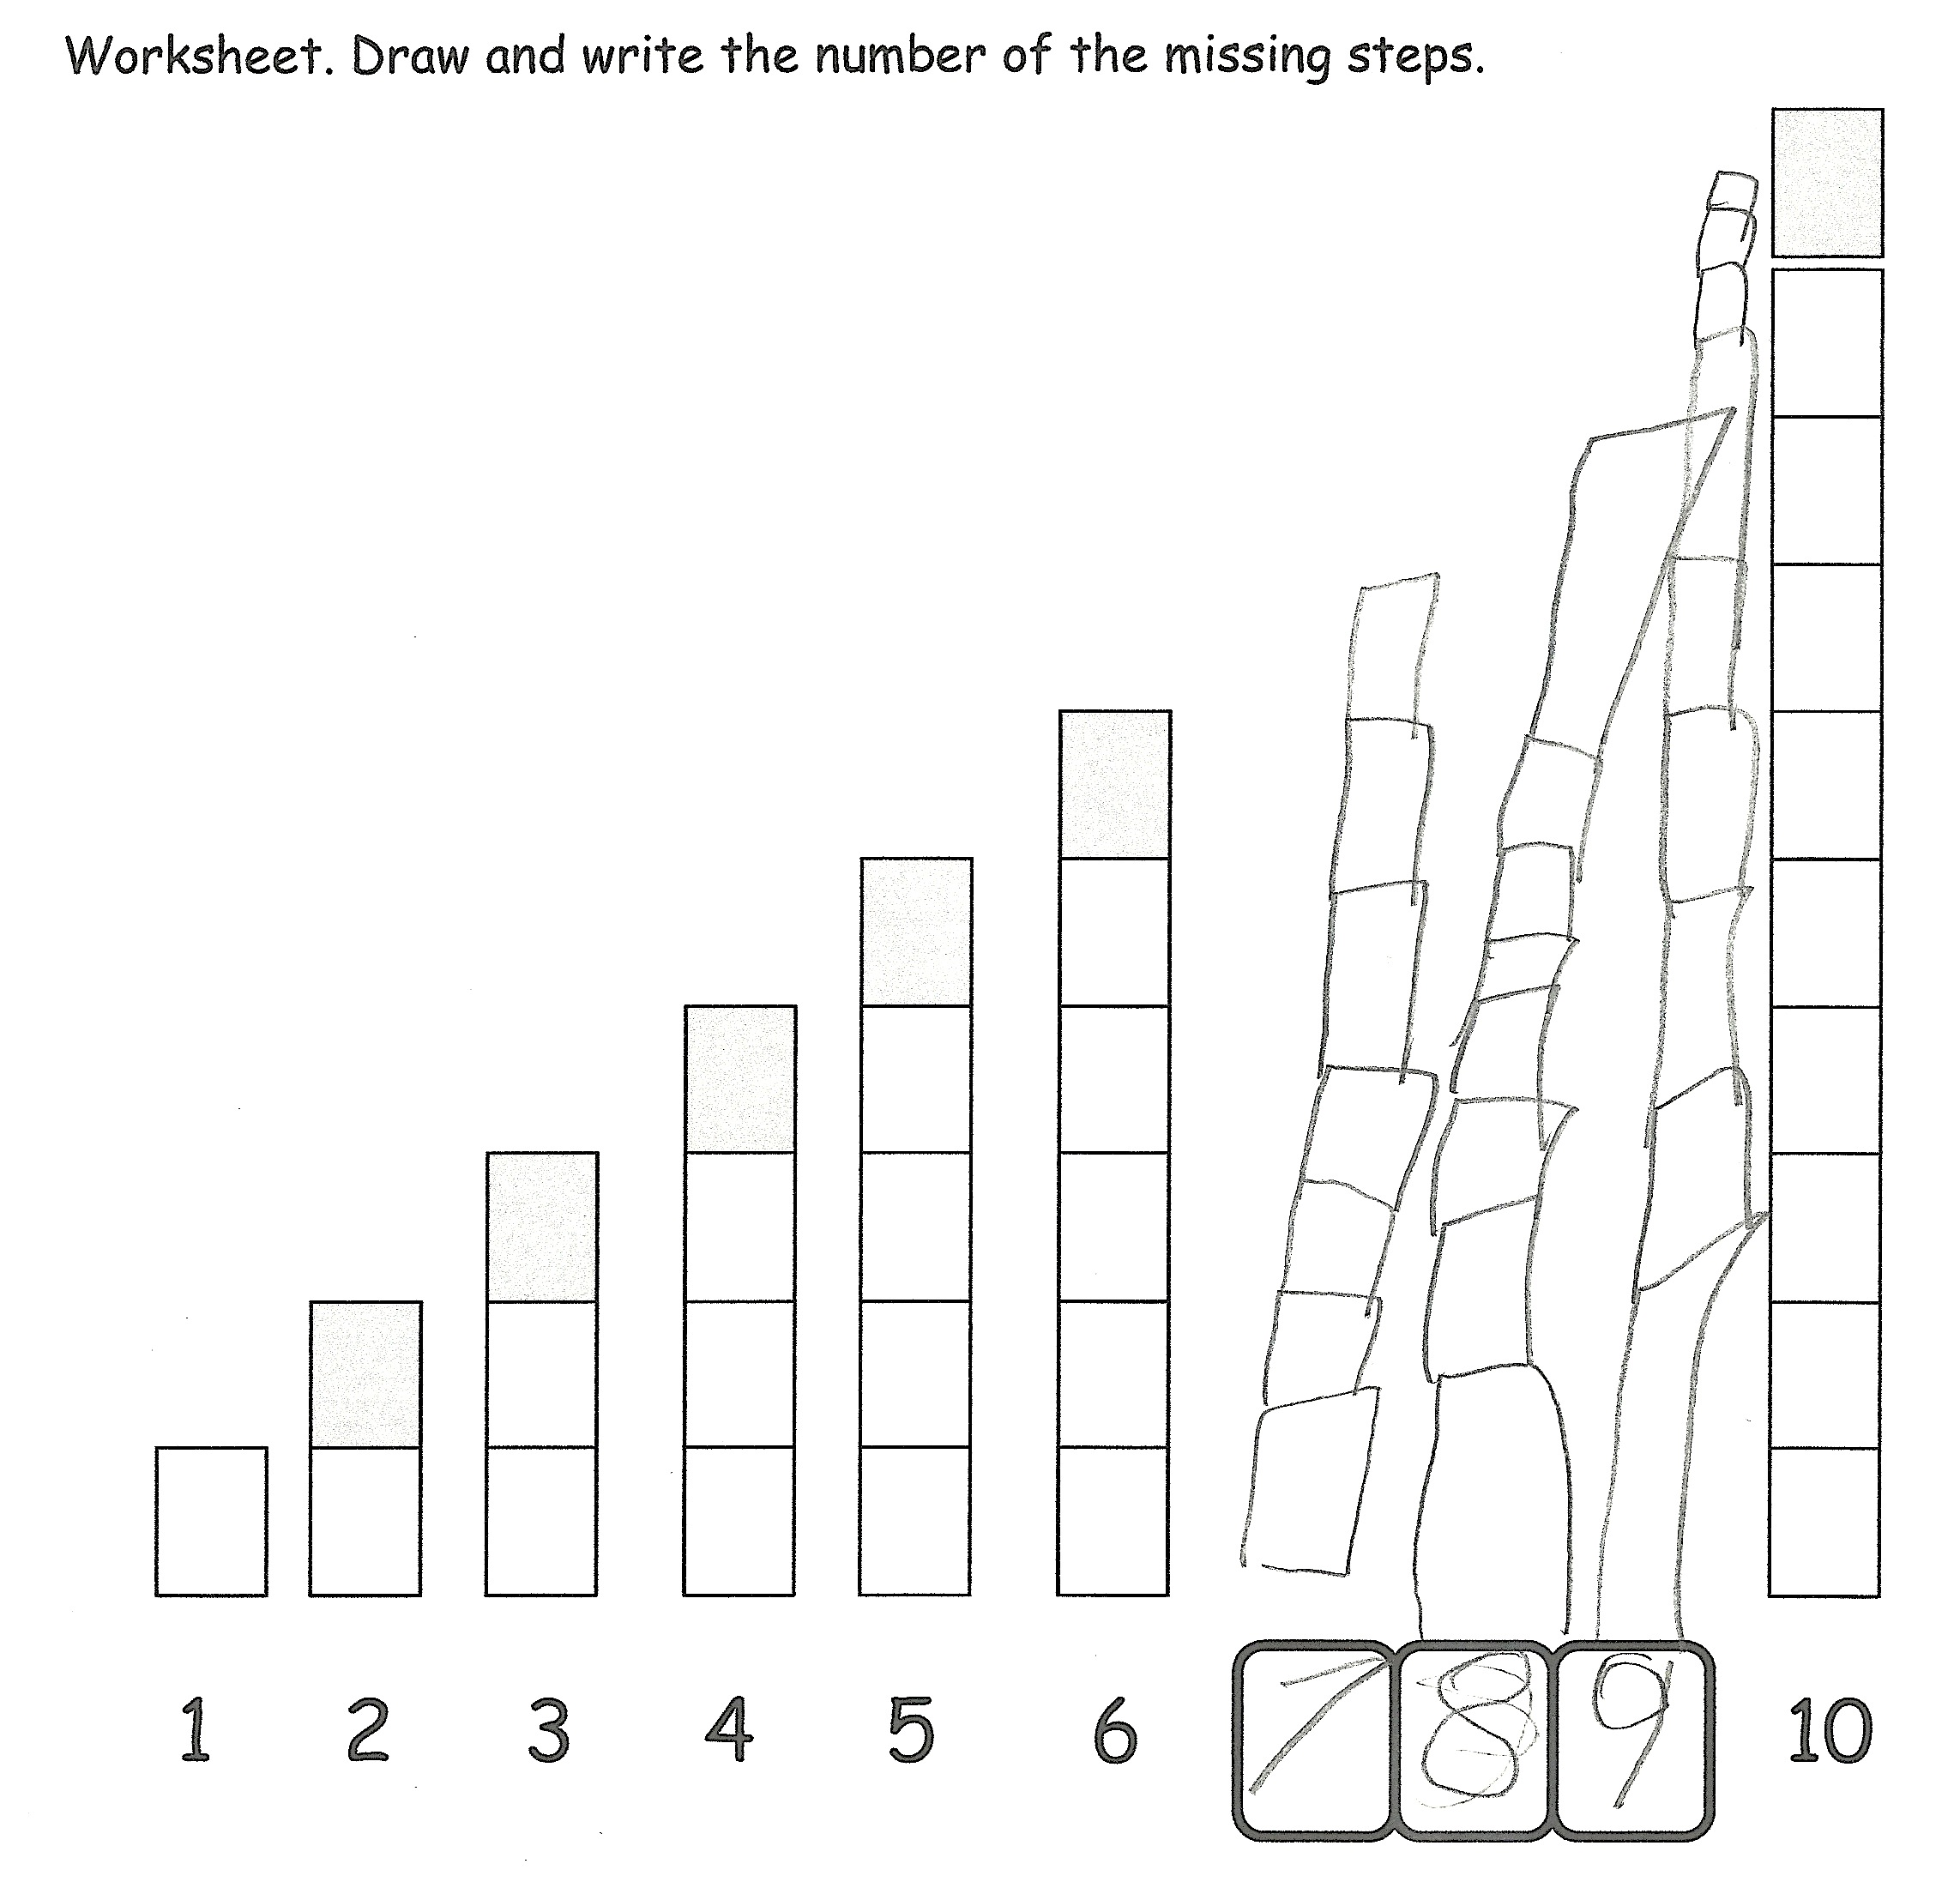 Worksheet. Draw and write the number of the missing steps.
1 2 3 4 5 6 7 8 9 10